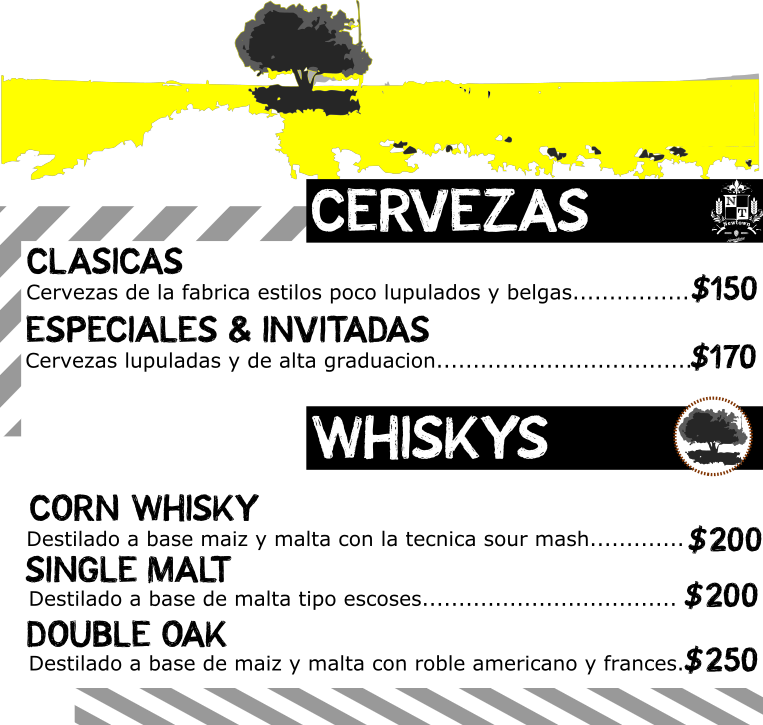 CERVEZAS
N T
Newtown
CLASICAS
Cervezas de la fabrica estilos poco lupulados y belgas................$150
ESPECIALES & INVITADAS
Cervezas lupuladas y de alta graduacion...................................$170
WHISKYS
CORN WHISKY
Destilado a base maiz y malta con la tecnica sour mash............. $200
SINGLE MALT
Destilado a base de malta tipo escoses................................... $200
DOUBLE OAK
Destilado a base de maiz y malta con roble americano y frances.$250